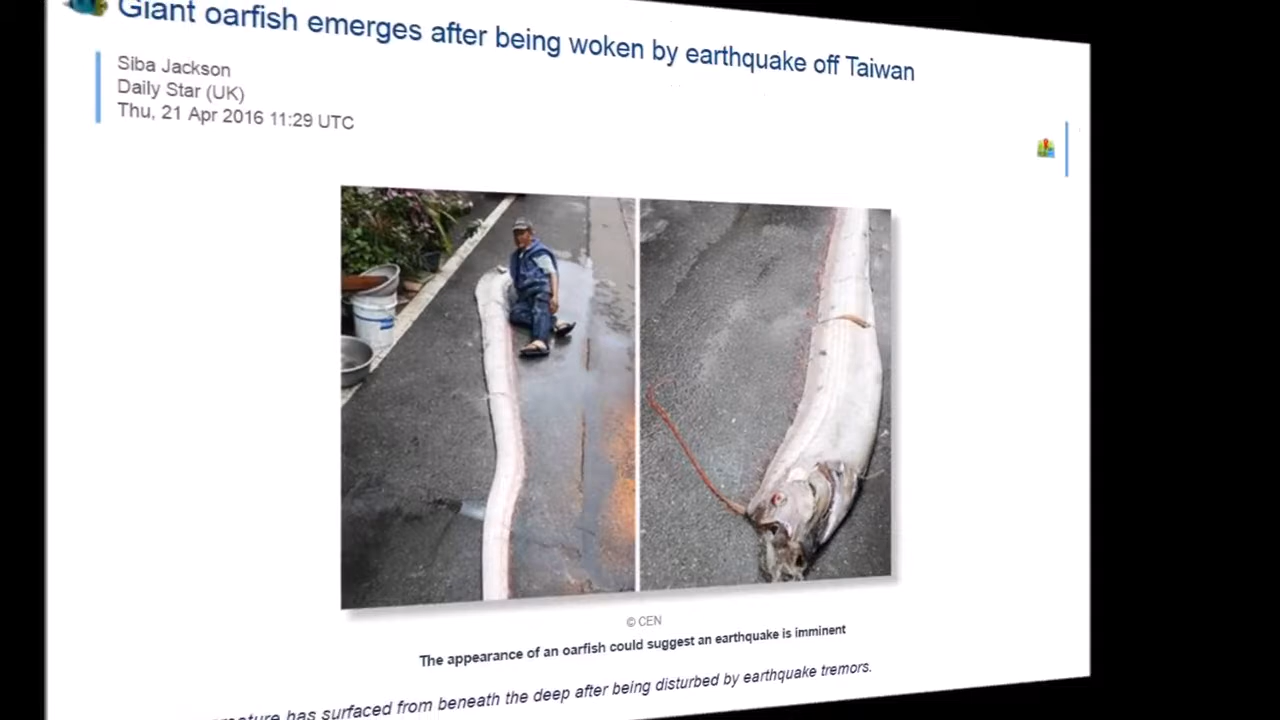 Giant oarfish emerges after being woken by earthquake off Taiwan
Siba Jackson
Daily Star (UK)
Thu, 21 Apr 2016 11:29 UTC
© CEN
The appearance of an oarfish could suggest an earthquake is imminent
has surfaced from beneath the deep after being disturbed by earthquake tremors.